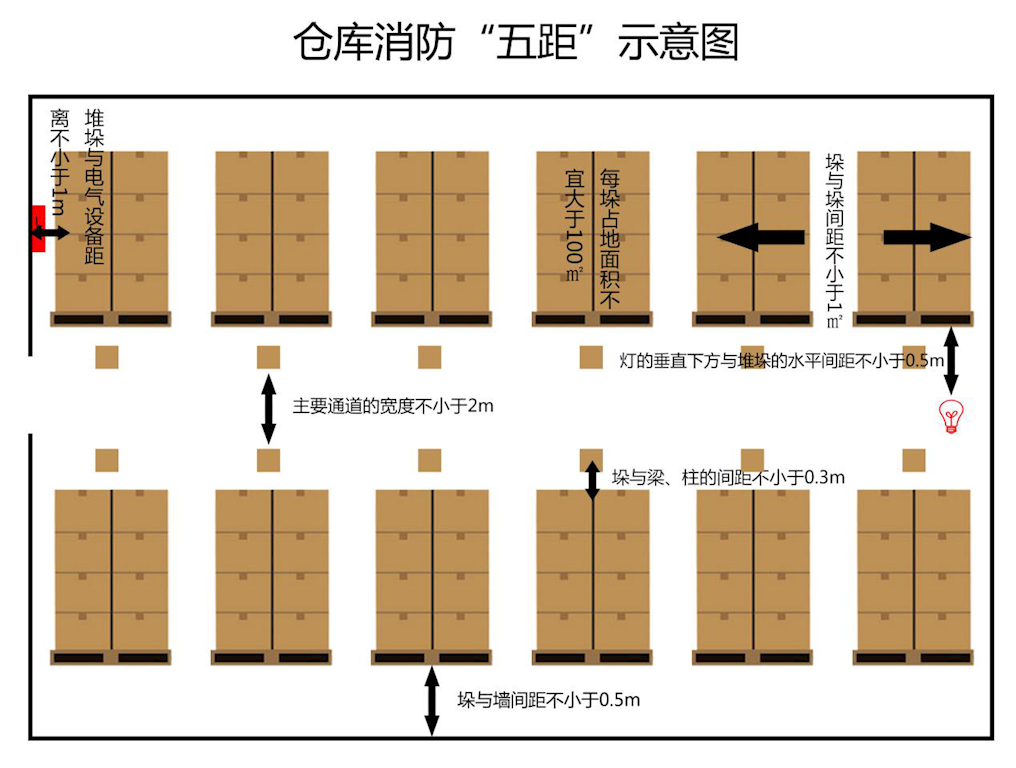 仓库消防“五距”示意图
堆垛与电气设备距
离不小于1m
每垛占地面积不
宜大于100㎡
垛与垛间距不小于1㎡
灯的垂直下方与堆垛的水平间距不小于0.5m
主要通道的宽度不小于2m
垛与梁、柱的间距不小于0.3m
垛与墙间距不小于0.5m